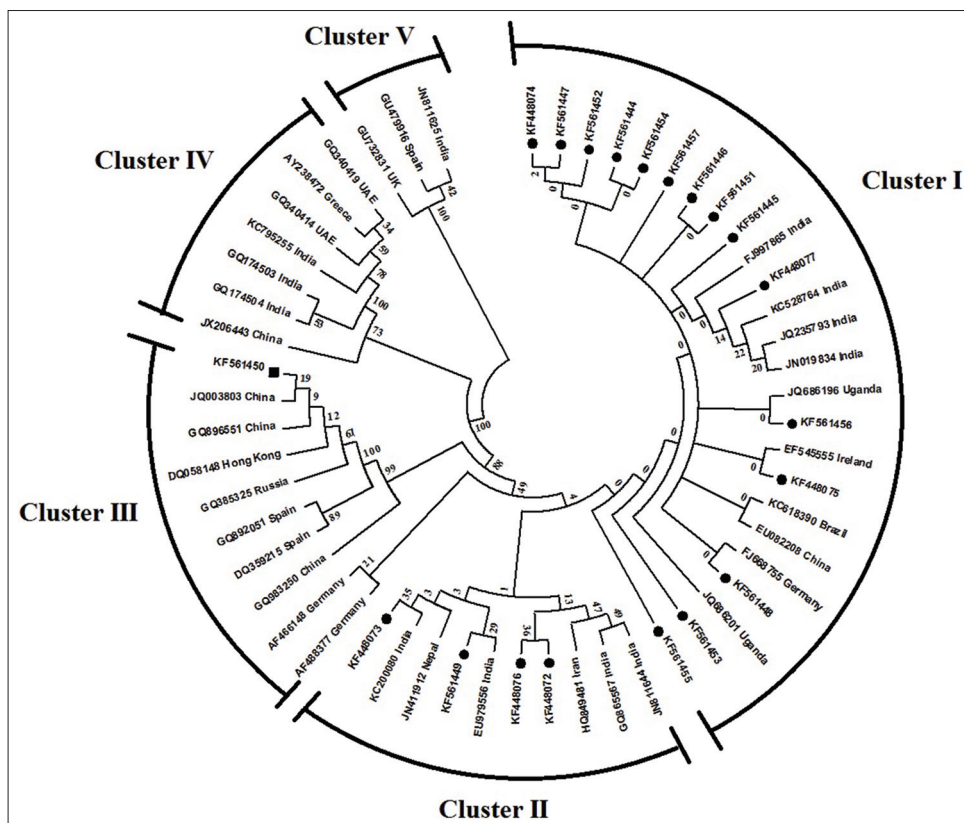 Cluster V
Cluster IV
Cluster I
Cluster III
Cluster II
KF448074
KF561447
KF561452
KF561444
KF561454
KF561457
KF561446
KF561451
KF561445
FJ997865 India
KF448077
KC528764 India
JQ235793 India
JN019834 India
JQ686196 Uganda
KF561456
EF545555 Ireland
KF448075
KC618390 Brazil
EU082208 China
FJ668755 Germany
KF561448
JQ686201 Uganda
KF561453
KF561455
JN811644 India
GQ865567 India
HQ849481 Iran
KF448072
KF448076
EU979556 India
KF561449
JN411912 Nepal
KC200080 India
KF448073
AF488377 Germany
AF466148 Germany
GQ983250 China
DQ359215 Spain
GQ892051 Spain
GQ385325 Russia
DQ058148 Hong Kong
GQ896551 China
JQ003803 China
KF561450
JX206443 China
GQ174504 India
GQ174503 India
KC795255 India
GQ340414 UAE
AY238472 Greece
GQ340419 UAE
GU732831 UK
GU479916 Spain
JN811625 India
2
0
0
0
0
0
0
14
22
20
0
0
0
0
0
0
0
0
0
4
49
88
100
1
13
47
49
36
29
3
3
35
21
99
89
100
61
12
9
19
73
53
100
78
59
34
100
42